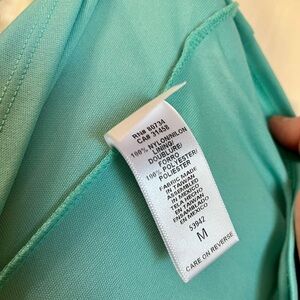 RN# 80734
CA# 31458
100% NYLON/NILON
LINING/
DOUBLURE/
FORRO
100% POLYESTER/
POLIESTER
FABRIC MADE
IN TAIWAN
ASSEMBLED
IN MEXICO
TELA HECHA
EN TAIWAN
ENSAMBLADO
EN MEXICO
53942
M
CARE ON REVERSE